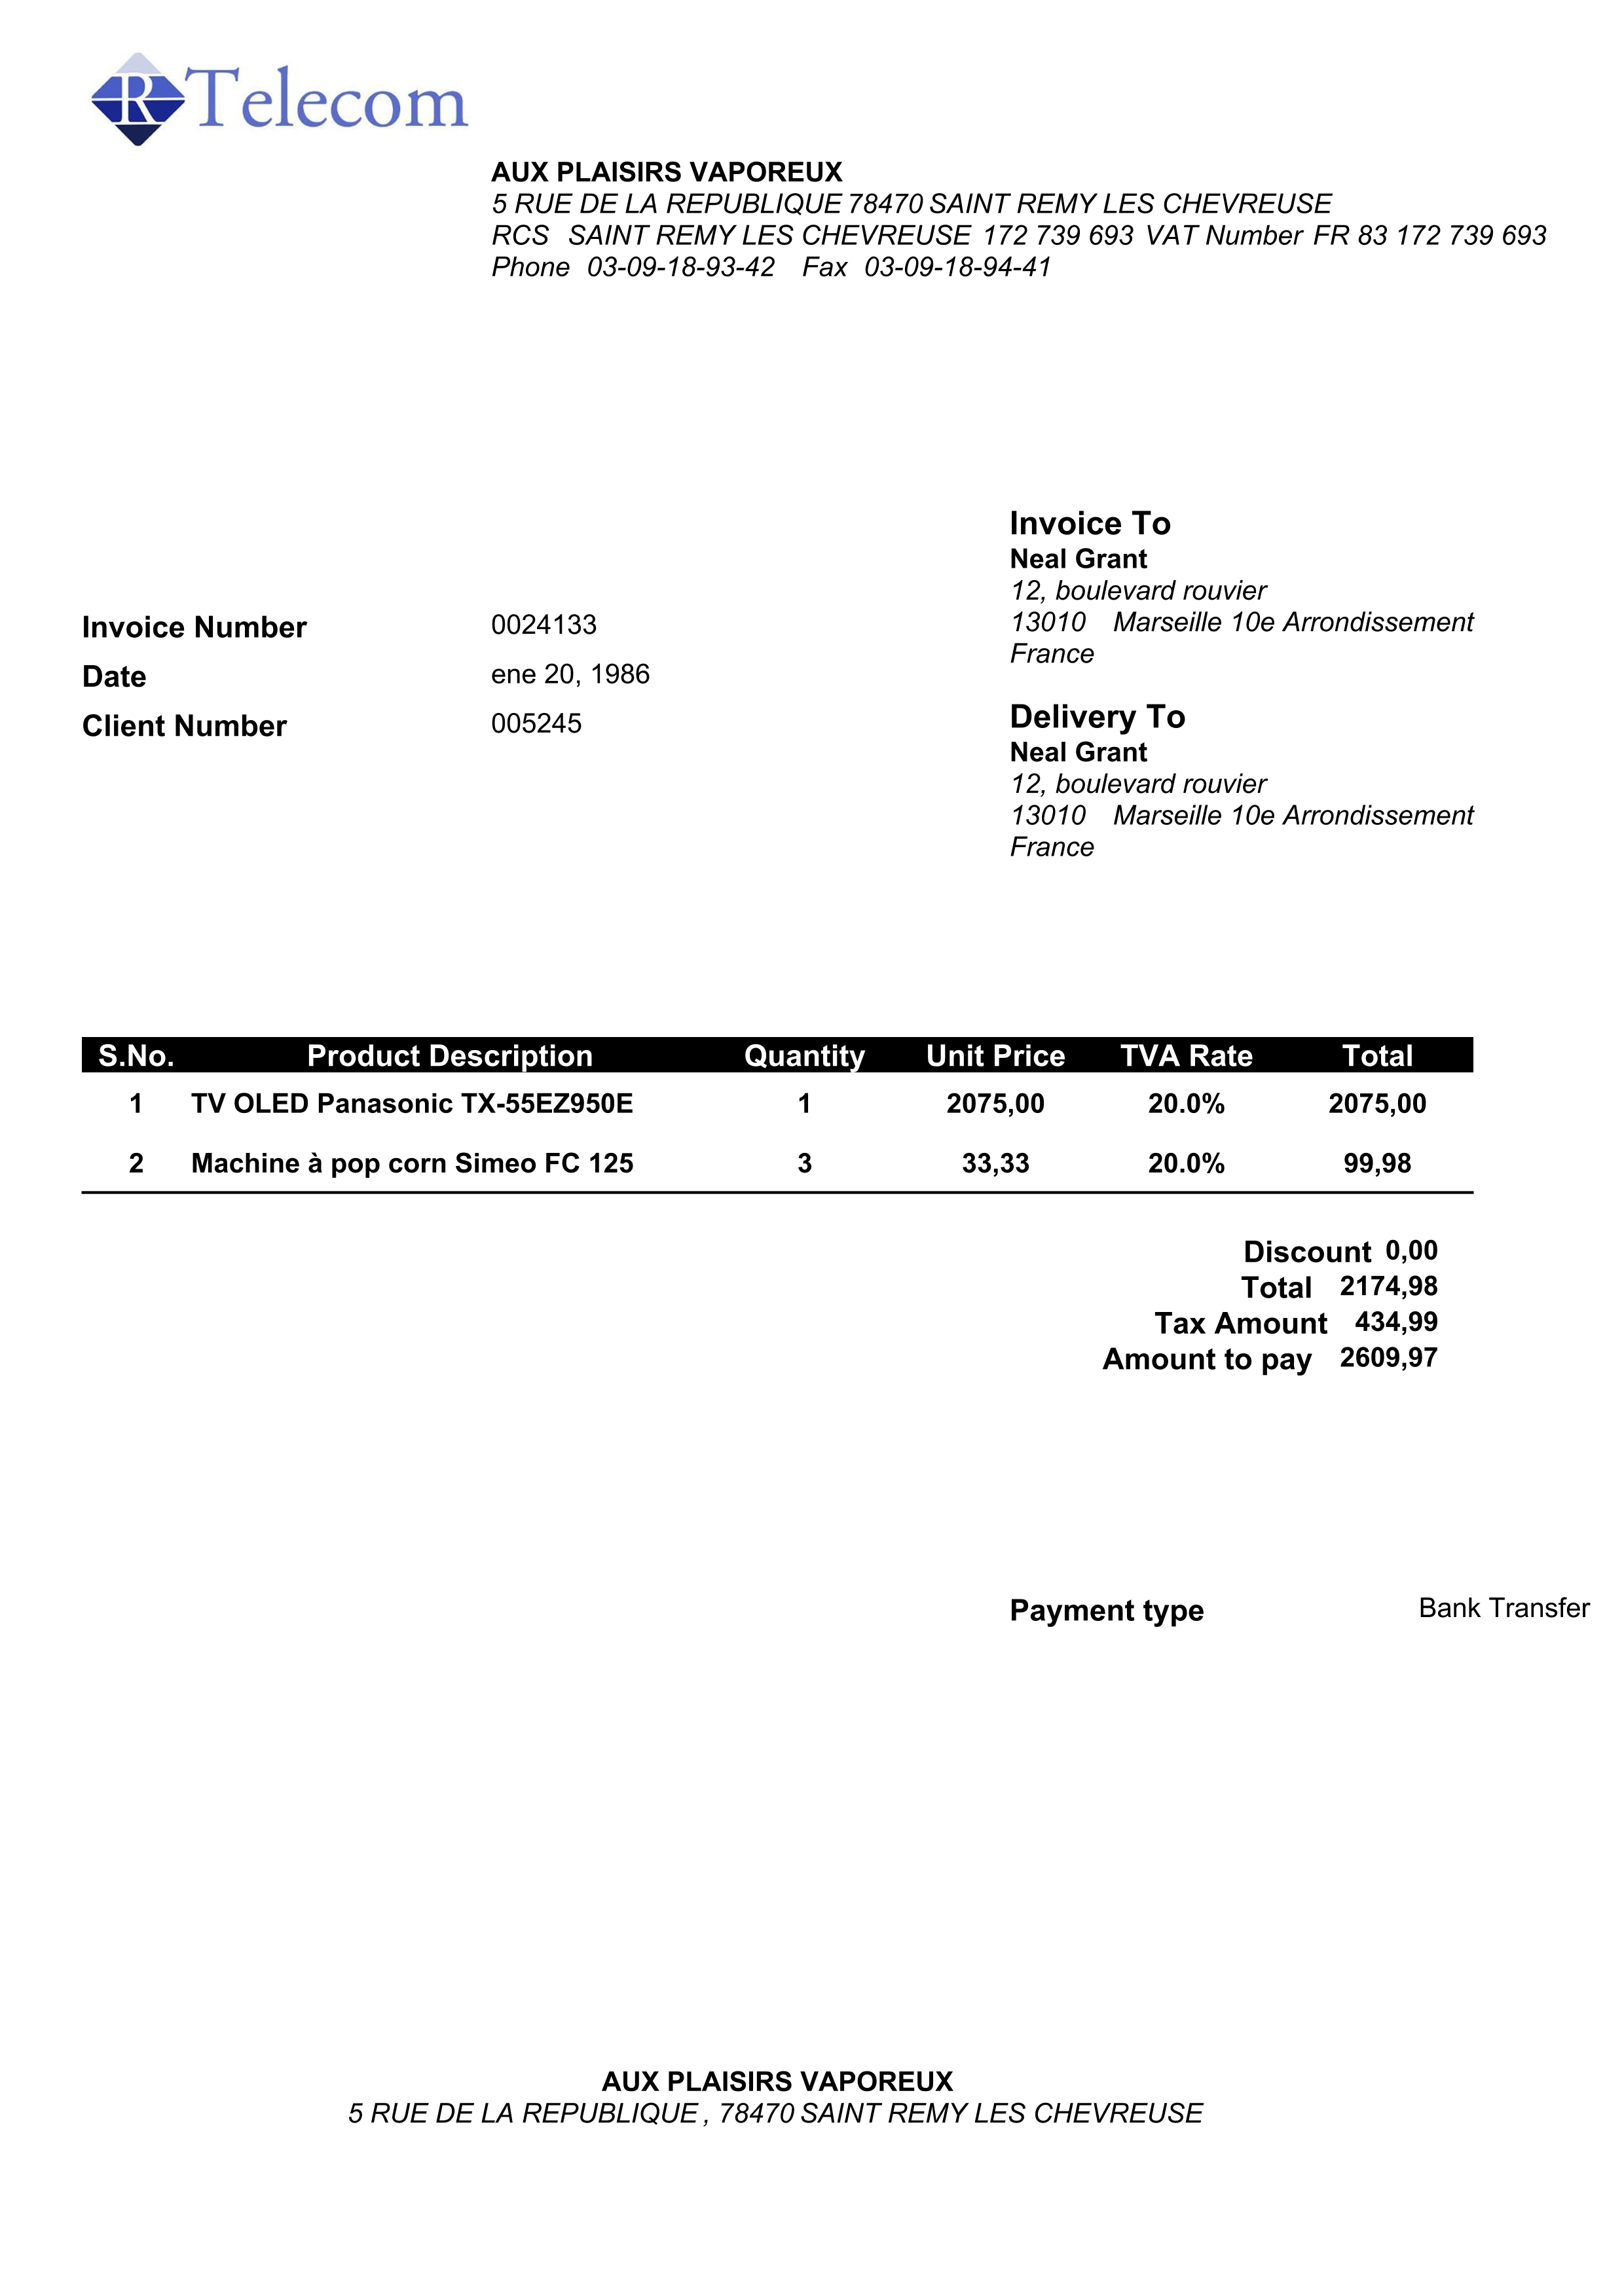 R Telecom
AUX PLAISIRS VAPOREUX
5 RUE DE LA REPUBLIQUE 78470 SAINT REMY LES CHEVREUSE
RCS SAINT REMY LES CHEVREUSE 172 739 693 VAT Number FR 83 172 739 693
Phone 03-09-18-93-42 Fax 03-09-18-94-41
Invoice To
Neal Grant
12, boulevard rouvier
13010 Marseille 10e Arrondissement
France
Invoice Number 0024133
Date ene 20, 1986
Client Number 005245
Delivery To
Neal Grant
12, boulevard rouvier
13010 Marseille 10e Arrondissement
France
S.No. Product Description Quantity Unit Price TVA Rate Total
1 TV OLED Panasonic TX-55EZ950E 1 2075,00 20.0% 2075,00
2 Machine à pop corn Simeo FC 125 3 33,33 20.0% 99,98
Discount 0,00
Total 2174,98
Tax Amount 434,99
Amount to pay 2609,97
Payment type Bank Transfer
AUX PLAISIRS VAPOREUX
5 RUE DE LA REPUBLIQUE , 78470 SAINT REMY LES CHEVREUSE